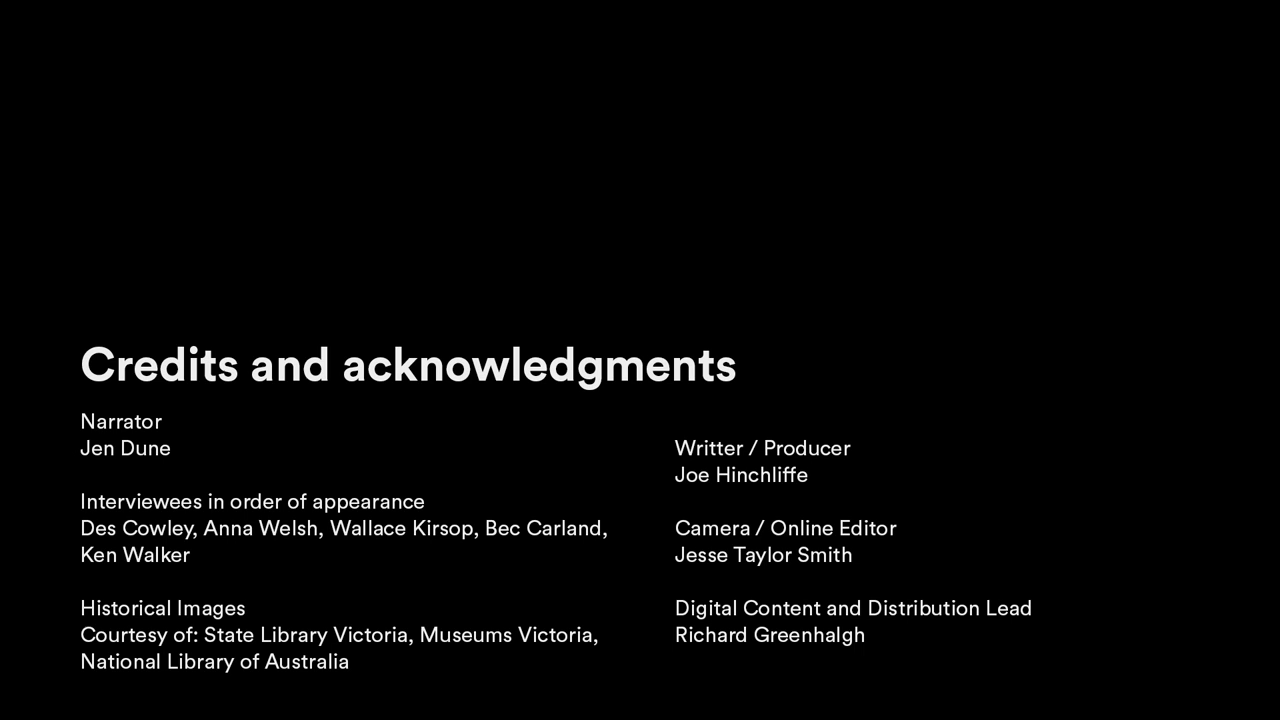 Credits and acknowledgments
Narrator
Jen Dune
Interviewees in order of appearance
Des Cowley, Anna Welsh, Wallace Kirsop, Bec Carland,
Ken Walker
Historical Images
Courtesy of: State Library Victoria, Museums Victoria,
National Library of Australia
Writter / Producer
Joe Hinchliffe
Camera / Online Editor
Jesse Taylor Smith
Digital Content and Distribution Lead
Richard Greenhalgh